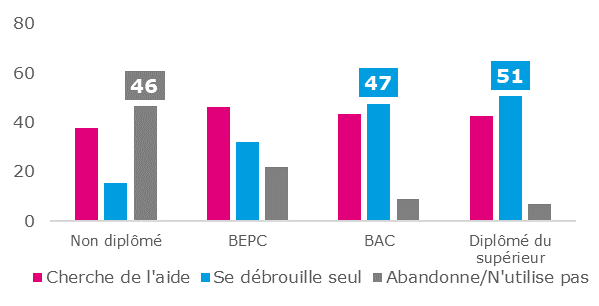 80
60
40
20
0
46
47
51
Non diplômé
BEPC
BAC
Diplômé du
supérieur
Cherche de l'aide
Se débrouille seul
Abandonne/N'utilise pas